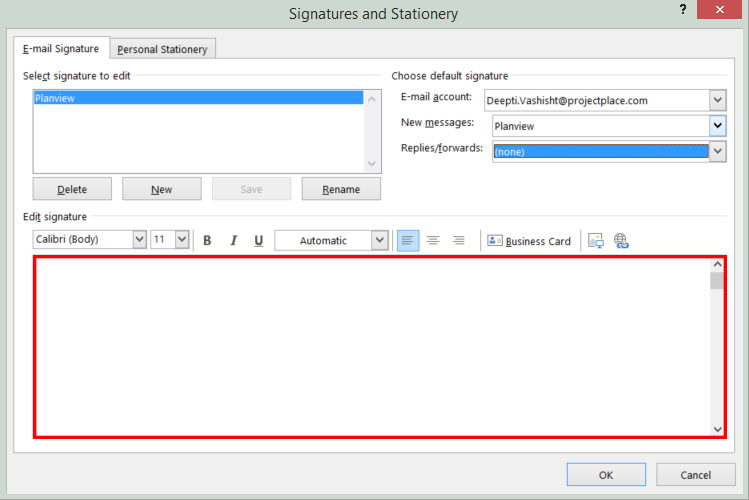 Signatures and Stationery
?
E-mail Signature
Personal Stationery
Select signature to edit
Planview
Delete
New
Save
Rename
Choose default signature
E-mail account:
Deepti.Vashisht@projectplace.com
New messages:
Planview
Replies/forwards:
(none)
Edit signature
Calibri (Body)
11
B
I
U
Automatic
Business Card
OK
Cancel